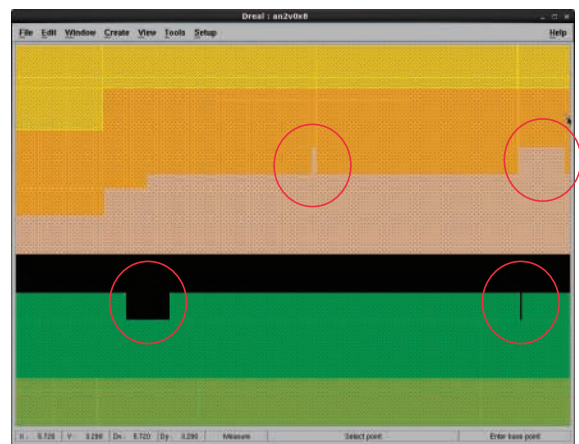 Dreal : an2v0x8
File Edit Window Create View Tools Setup Help
X : 5.720 Y : 3.290 Dx : 5.720 Dy : 3.290 Measure Select point Enter base point